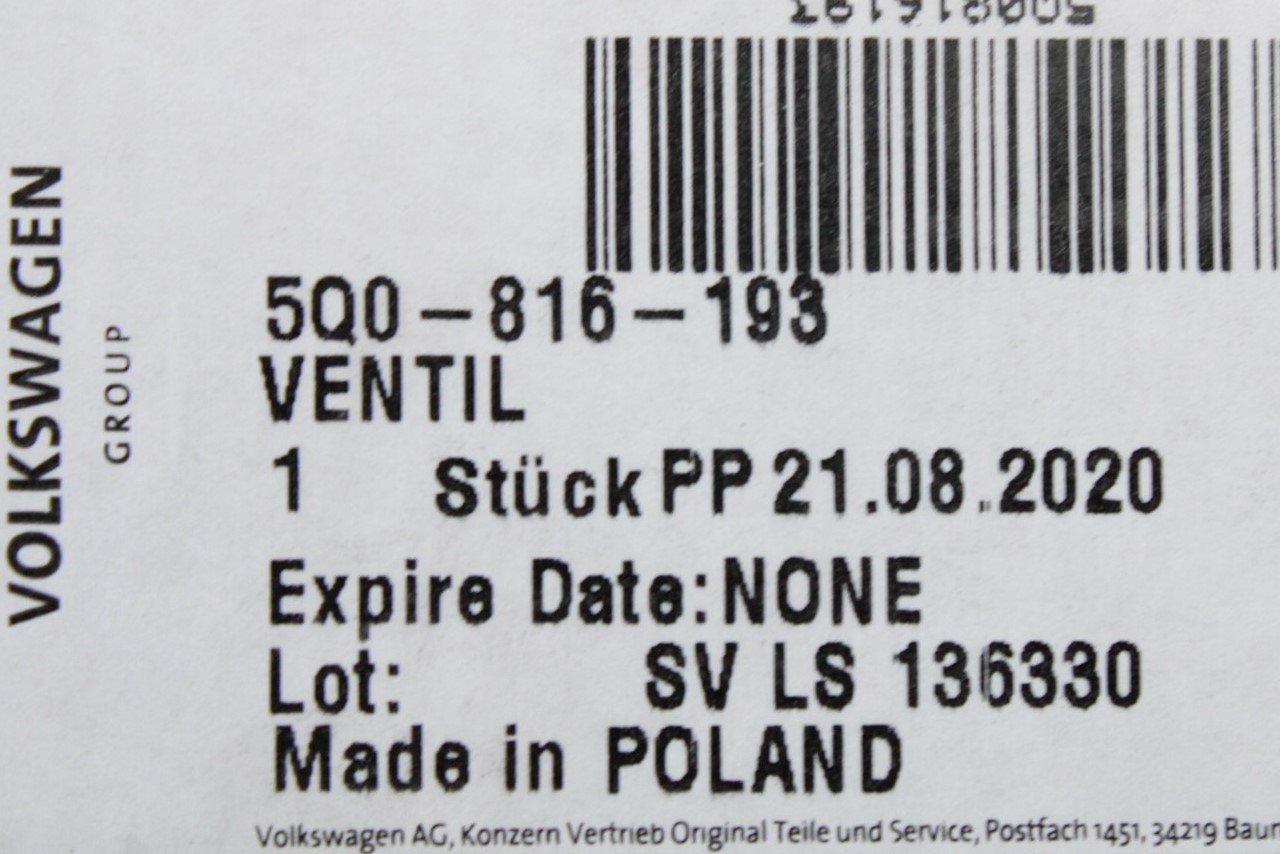 5Q0816193
VOLKSWAGEN
GROUP
5Q0-816-193
VENTIL
1 Stück PP 21.08.2020
Expire Date:NONE
Lot: SV LS 136330
Made in POLAND
Volkswagen AG, Konzern Vertrieb Original Teile und Service, Postfach 1451, 34219